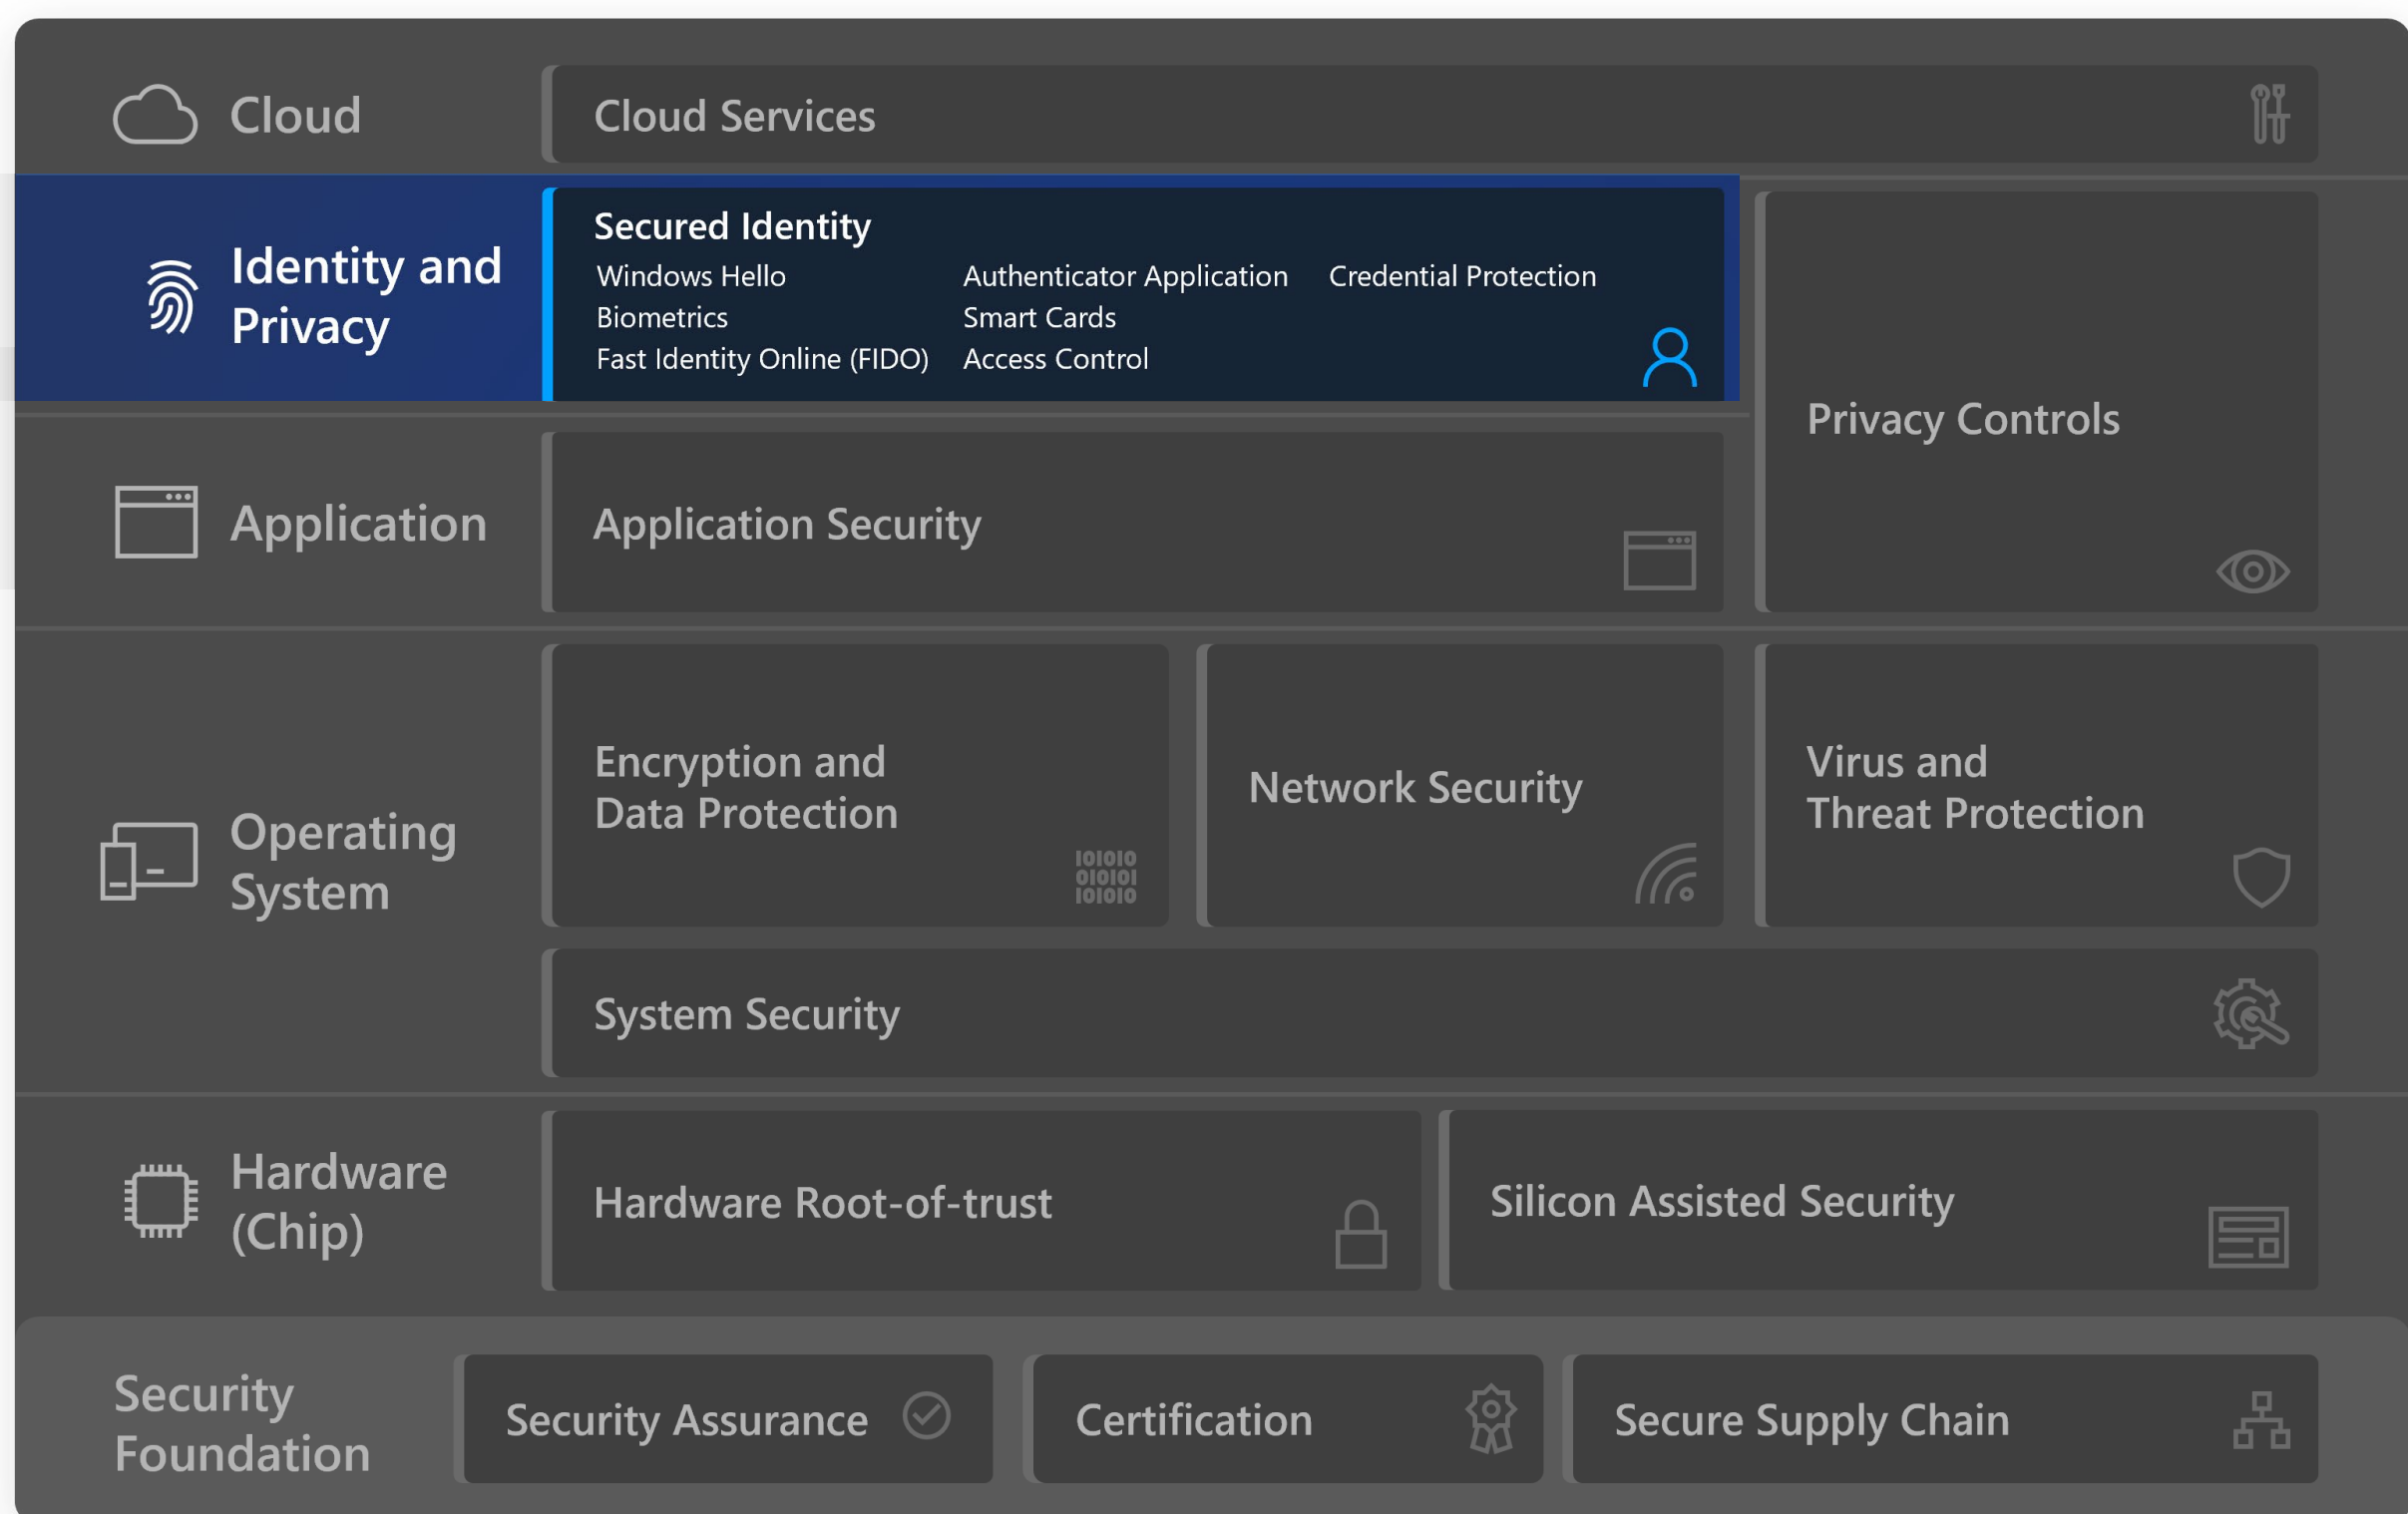 Cloud
Cloud Services
Identity and
Privacy
Secured Identity
Windows Hello
Biometrics
Fast Identity Online (FIDO)
Authenticator Application
Smart Cards
Access Control
Credential Protection
Privacy Controls
Application
Application Security
Operating
System
Encryption and
Data Protection
IOIOIO
OIOIOI
IOIOIO
Network Security
Virus and
Threat Protection
System Security
Hardware
(Chip)
Hardware Root-of-trust
Silicon Assisted Security
Security
Foundation
Security Assurance
Certification
Secure Supply Chain